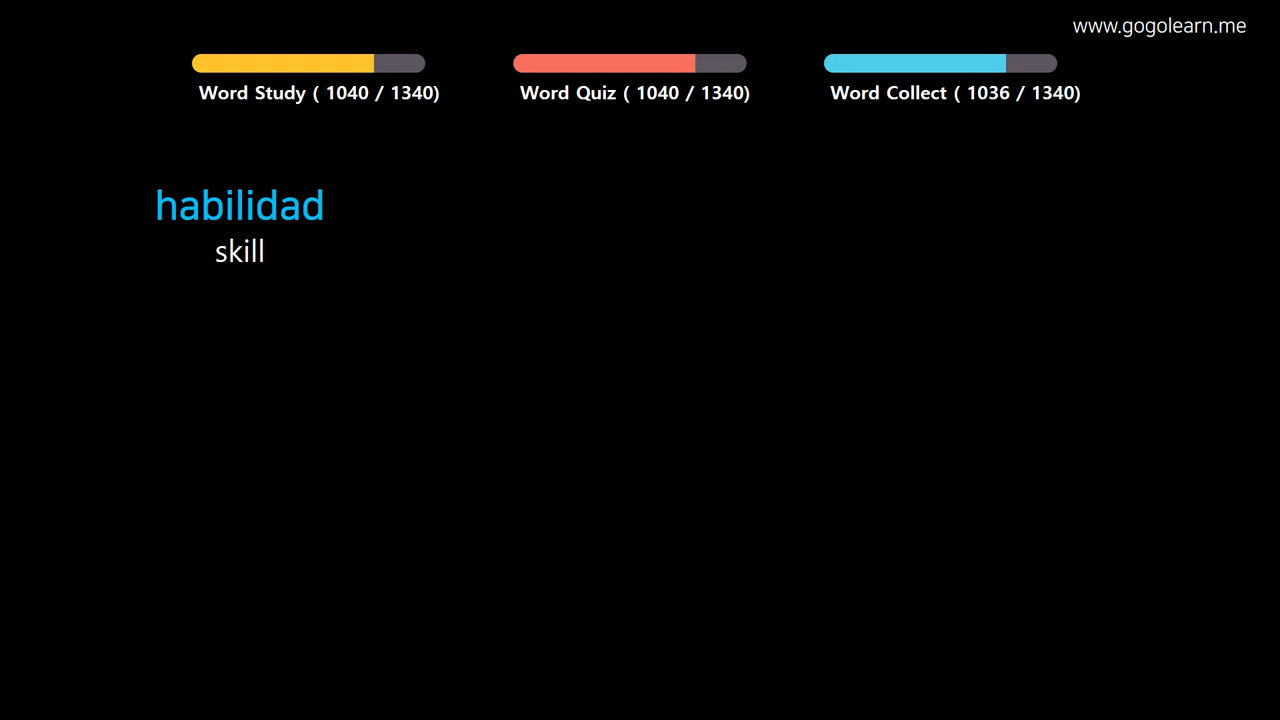 www.gogolearn.me
Word Study ( 1040 / 1340)
Word Quiz ( 1040 / 1340)
Word Collect ( 1036 / 1340)
habilidad
skill